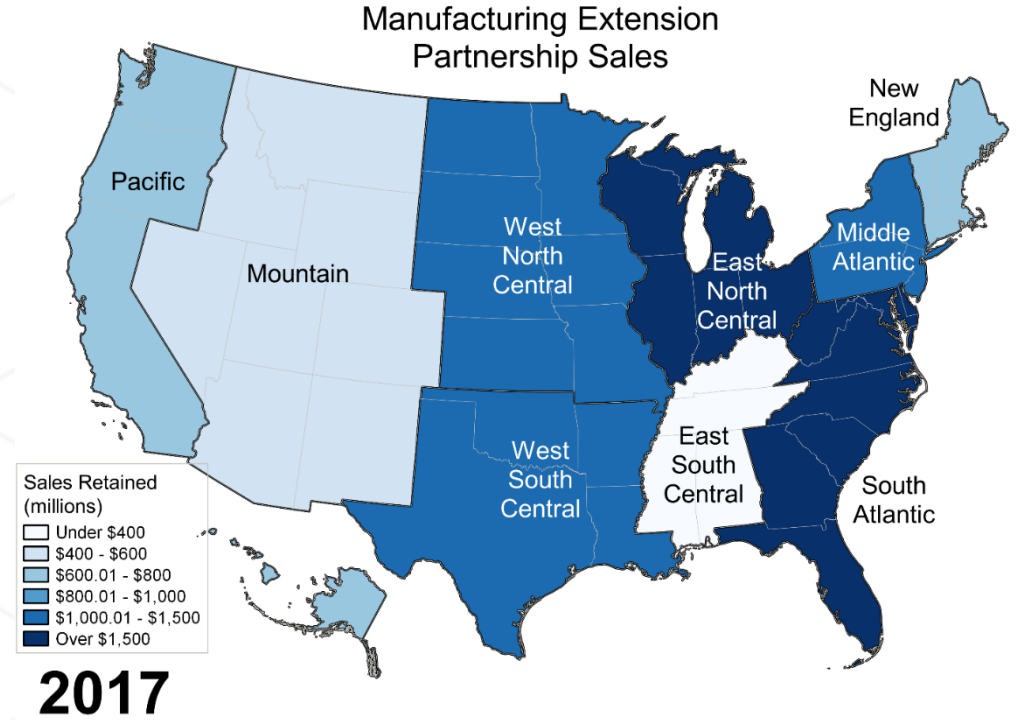 Manufacturing Extension
Partnership Sales
New
England
Pacific
West
North
Central
Middle
Atlantic
Mountain
East
North
Central
East
South
Central
West
South
Central
South
Atlantic
Sales Retained
(millions)
Under $400
$400 - $600
$600.01 - $800
$800.01 - $1,000
$1,000.01 - $1,500
Over $1,500
2017